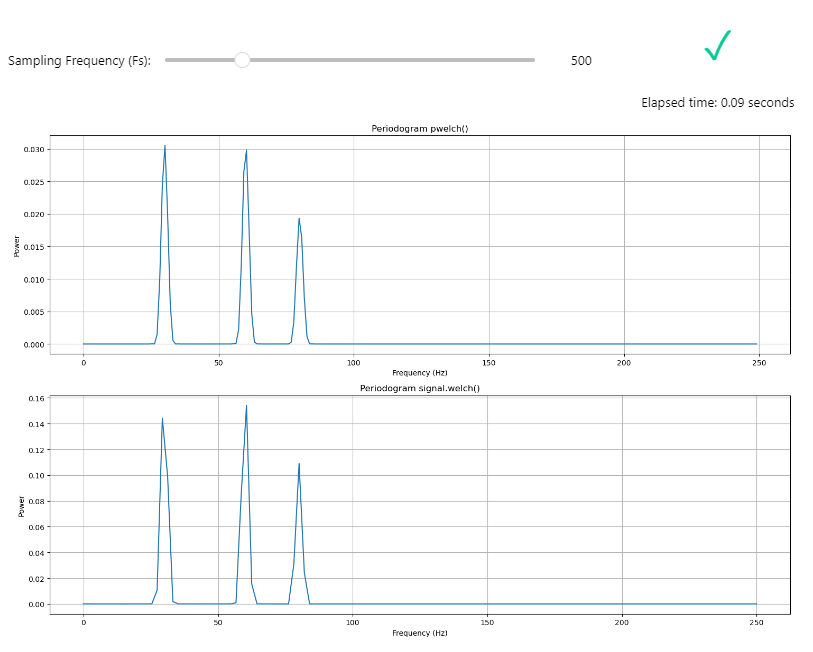 Sampling Frequency (Fs): 500
Elapsed time: 0.09 seconds
Periodogram pwelch()
Power
0.030
0.025
0.020
0.015
0.010
0.005
0.000
0 50 100 150 200 250
Frequency (Hz)
Periodogram signal.welch()
Power
0.16
0.14
0.12
0.10
0.08
0.06
0.04
0.02
0.00
0 50 100 150 200 250
Frequency (Hz)